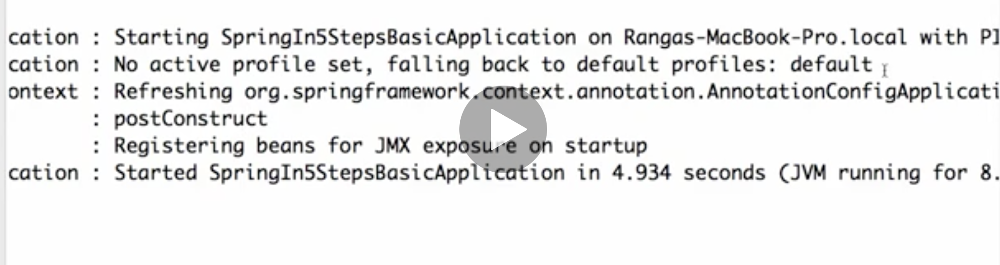 cation : Starting SpringIn5StepsBasicApplication on Rangas-MacBook-Pro.local with PI
cation : No active profile set, falling back to default profiles: default
ontext : Refreshing org.springframework.context.annotation.AnnotationConfigApplicati
: postConstruct
: Registering beans for JMX exposure on startup
cation : Started SpringIn5StepsBasicApplication in 4.934 seconds (JVM running for 8.